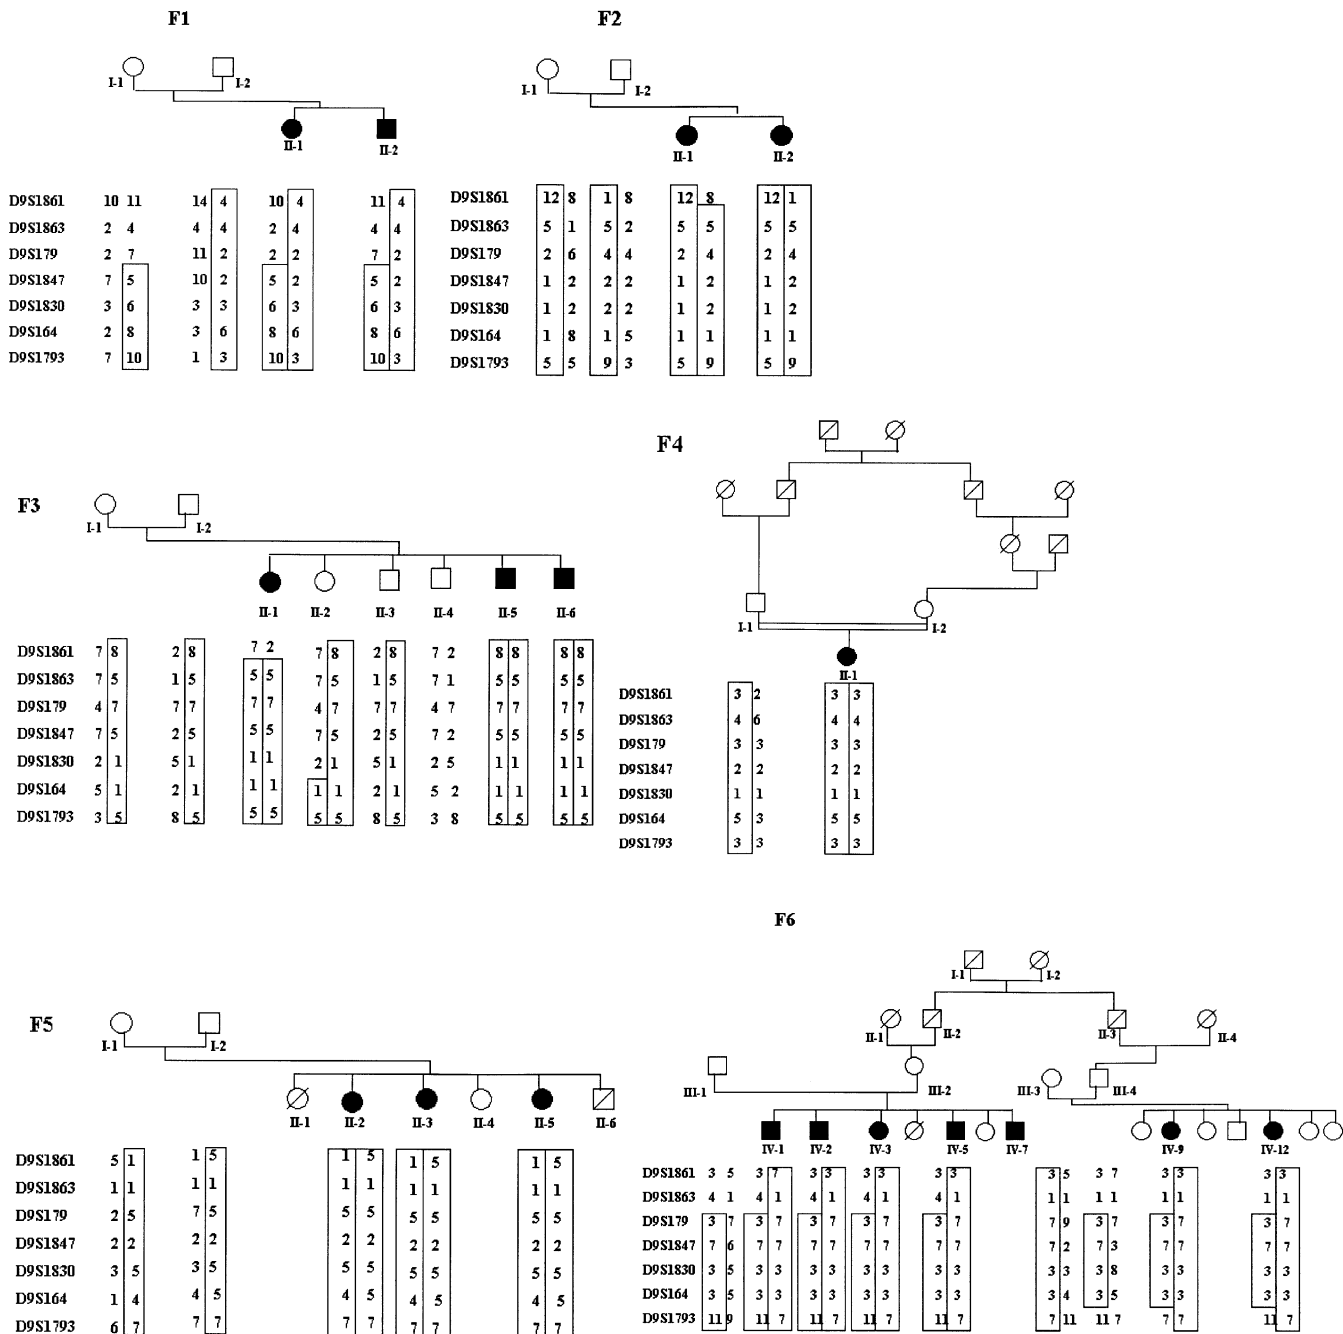 F1
I-1 I-2
II-1 II-2
D9S1861 10 11 14 4 10 4 11 4
D9S1863 2 4 4 4 2 4 4 4
D9S179 2 7 11 2 2 2 7 2
D9S1847 7 5 10 2 5 2 5 2
D9S1830 3 6 3 3 6 3 6 3
D9S164 2 8 3 6 8 6 8 6
D9S1793 7 10 1 3 10 3 10 3
F2
I-1 I-2
II-1 II-2
D9S1861 12 8 1 8 12 8 12 1
D9S1863 5 1 5 2 5 5 5 5
D9S179 2 6 4 4 2 4 2 4
D9S1847 1 2 2 2 1 2 1 2
D9S1830 1 2 2 2 1 2 1 2
D9S164 1 8 1 5 1 1 1 1
D9S1793 5 5 9 3 5 9 5 9
F3
I-1 I-2
II-1 II-2 II-3 II-4 II-5 II-6
D9S1861 7 8 2 8 7 2 7 8 2 8 7 2 8 8 8 8
D9S1863 7 5 1 5 5 5 7 5 1 5 7 1 5 5 5 5
D9S179 4 7 7 7 7 7 4 7 7 7 4 7 7 7 7 7
D9S1847 7 5 2 5 5 5 7 5 2 5 7 2 5 5 5 5
D9S1830 2 1 5 1 1 1 2 1 5 1 2 5 1 1 1 1
D9S164 5 1 2 1 1 1 1 1 2 1 5 2 1 1 1 1
D9S1793 3 5 8 5 5 5 5 5 8 5 3 8 5 5 5 5
F4
I-1 I-2
II-1
D9S1861 3 2 3 3
D9S1863 4 6 4 4
D9S179 3 3 3 3
D9S1847 2 2 2 2
D9S1830 1 1 1 1
D9S164 5 3 5 5
D9S1793 3 3 3 3
F5
I-1 I-2
II-1 II-2 II-3 II-4 II-5 II-6
D9S1861 5 1 1 5 1 5 1 5 1 5
D9S1863 1 1 1 1 1 1 1 1 1 1
D9S179 2 5 7 5 5 5 5 5 5 5
D9S1847 2 2 2 2 2 2 2 2 2 2
D9S1830 3 5 3 5 5 5 5 5 5 5
D9S164 1 4 4 5 4 5 4 5 4 5
D9S1793 6 7 7 7 7 7 7 7 7 7
F6
I-1 I-2
II-1 II-2 II-3 II-4
III-1 III-2 III-3 III-4
IV-1 IV-2 IV-3 IV-5 IV-7 IV-9 IV-12
D9S1861 3 5 3 7 3 3 3 3 3 7 3 5 3 7 3 3 3 3
D9S1863 4 1 4 1 4 1 4 1 4 1 1 1 1 1 1 1 1 1
D9S179 3 7 3 7 3 7 3 7 3 7 7 9 3 7 3 7 3 7
D9S1847 7 6 7 7 7 7 7 7 7 7 7 2 7 3 7 7 7 7
D9S1830 3 5 3 3 3 3 3 3 3 3 3 3 3 8 3 3 3 3
D9S164 3 5 3 3 3 3 3 3 3 3 3 4 3 5 3 3 3 3
D9S1793 11 9 11 7 11 7 11 7 11 7 7 11 11 7 7 7 11 7